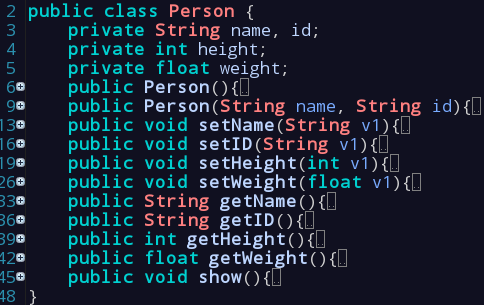 2 public class Person {
3 private String name, id;
4 private int height;
5 private float weight;
6 public Person(){
9 public Person(String name, String id){
13 public void setName(String v1){
16 public void setID(String v1){
19 public void setHeight(int v1){
26 public void setWeight(float v1){
33 public String getName(){
36 public String getID(){
39 public int getHeight(){
42 public float getWeight(){
45 public void show(){
48 }